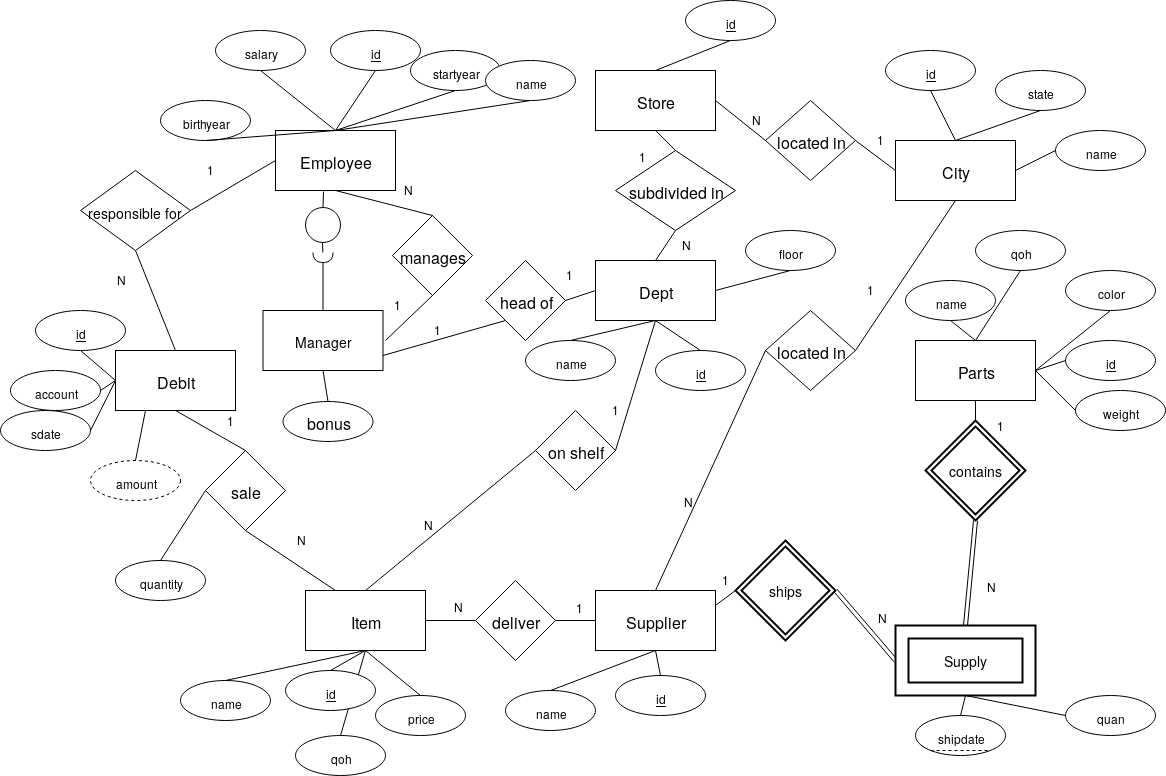 id
salary
id
startyear
name
Store
id
state
birthyear
N
1
located in
name
Employee
1
City
1
N
subdivided in
responsible for
N
floor
qoh
manages
N
1
Dept
color
name
head of
1
1
1
id
Manager
name
located in
id
Parts
Debit
id
account
bonus
1
weight
sdate
1
1
on shelf
contains
amount
sale
N
N
N
quantity
1
ships
N
N
1
N
Item
deliver
Supplier
Supply
name
id
id
price
name
quan
shipdate
qoh